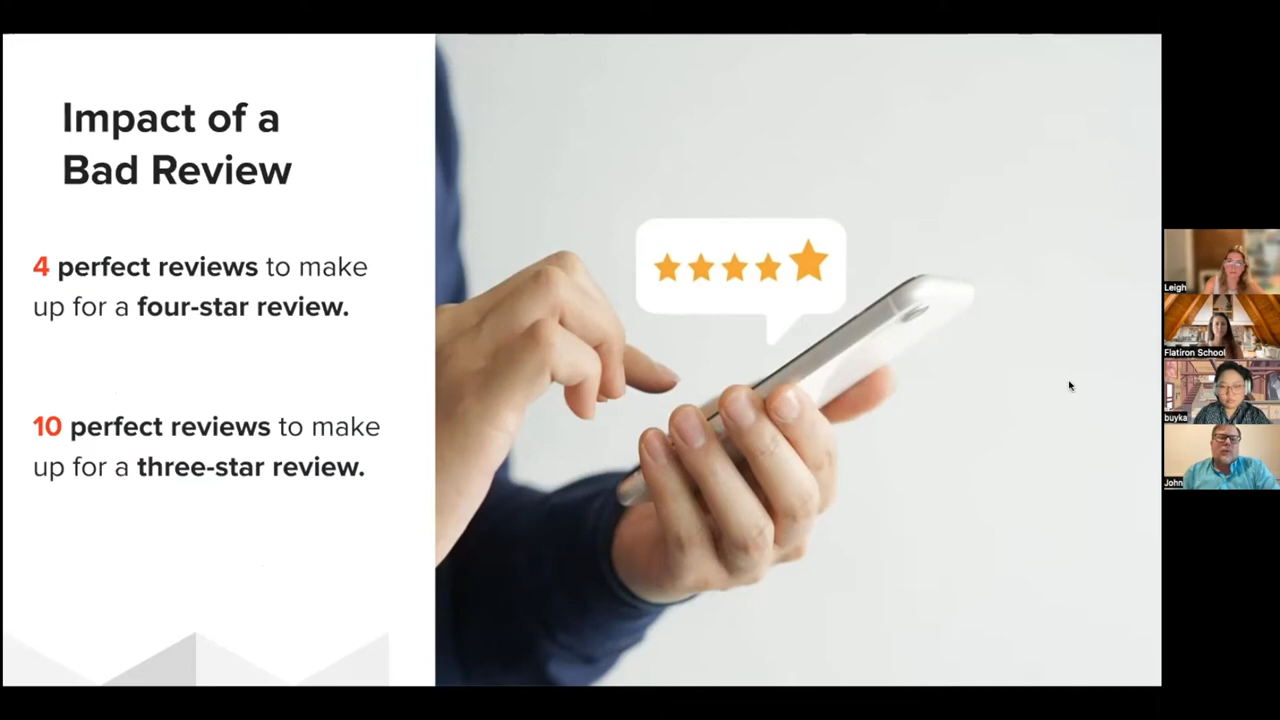 Impact of a
Bad Review
4 perfect reviews to make
up for a four-star review.
10 perfect reviews to make
up for a three-star review.
Leigh
Flatiron School
buyka
John